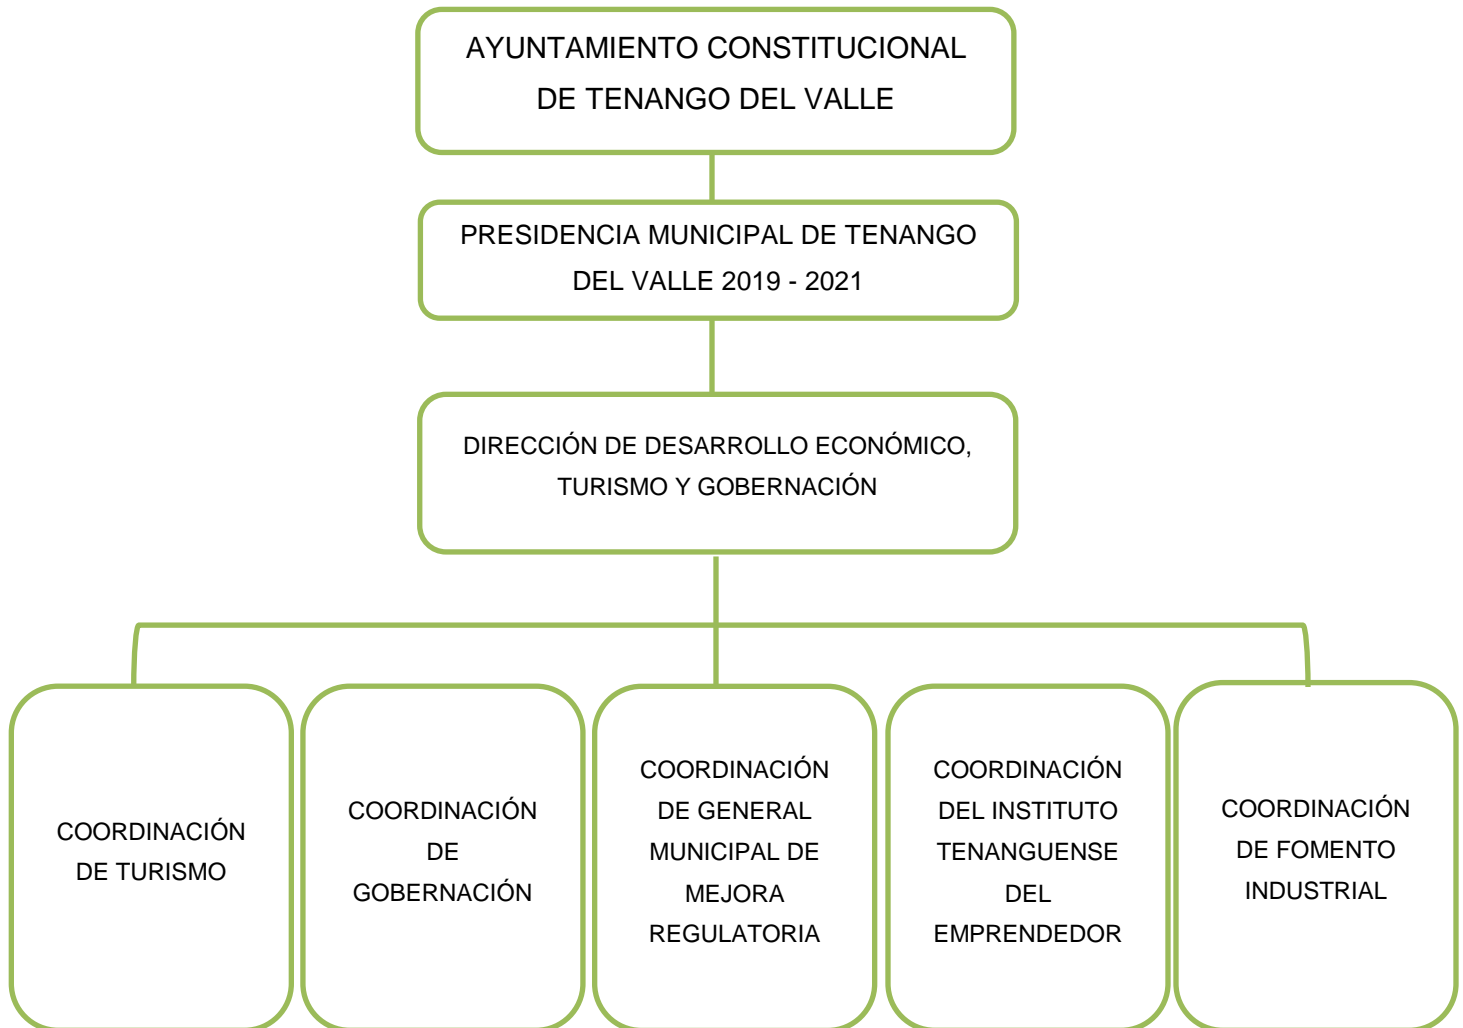 AYUNTAMIENTO CONSTITUCIONAL
DE TENANGO DEL VALLE
PRESIDENCIA MUNICIPAL DE TENANGO
DEL VALLE 2019 - 2021
DIRECCIÓN DE DESARROLLO ECONÓMICO,
TURISMO Y GOBERNACIÓN
COORDINACIÓN
DE TURISMO
COORDINACIÓN
DE
GOBERNACIÓN
COORDINACIÓN
DE GENERAL
MUNICIPAL DE
MEJORA
REGULATORIA
COORDINACIÓN
DEL INSTITUTO
TENANGUENSE
DEL
EMPRENDEDOR
COORDINACIÓN
DE FOMENTO
INDUSTRIAL